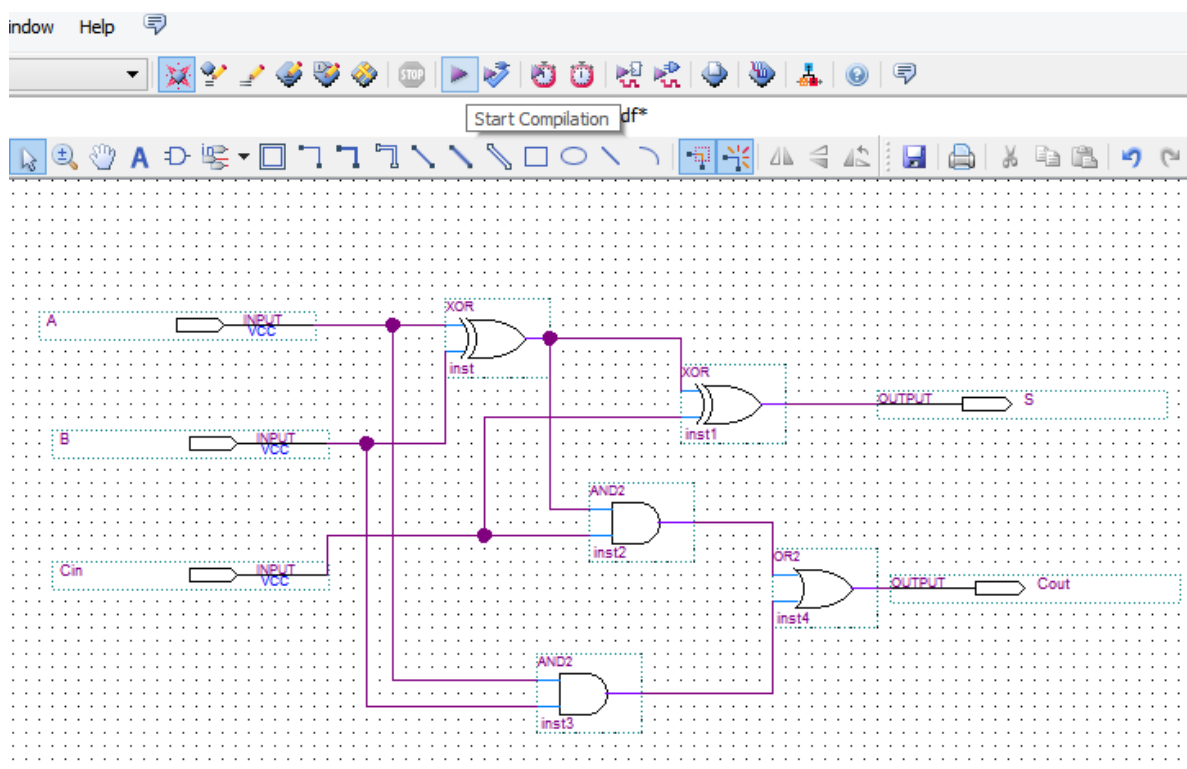 indow Help
STOP
Start Compilation df*
A
XOR
A INPUT
VCC
inst
XOR
OUTPUT S
inst1
B INPUT
VCC
AND2
inst2
Cin INPUT
VCC
OR2
OUTPUT Cout
inst4
AND2
inst3